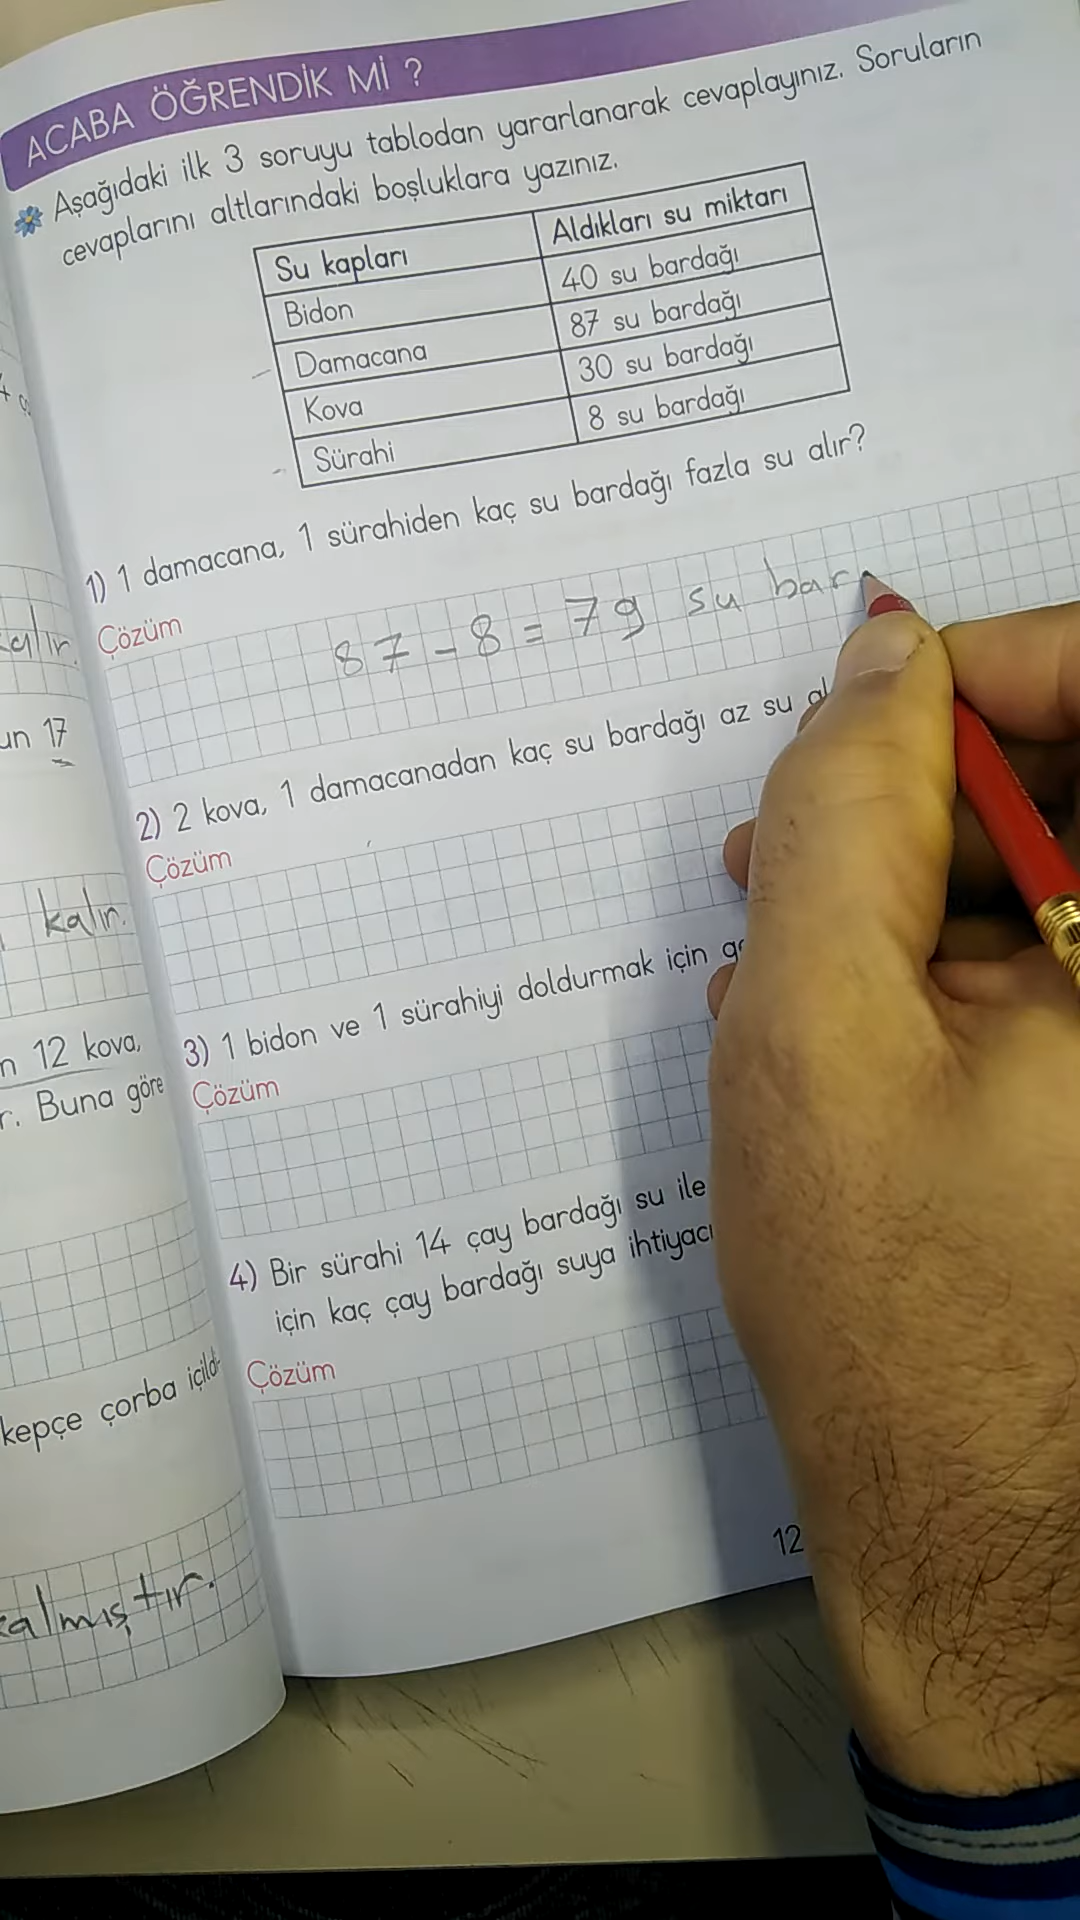 ACABA ÖĞRENDİK Mİ ?
Aşağıdaki ilk 3 soruyu tablodan yararlanarak cevaplayınız. Soruların
cevaplarını altlarındaki boşluklara yazınız.
Su kapları Aldıkları su miktarı
Bidon 40 su bardağı
Damacana 87 su bardağı
Kova 30 su bardağı
Sürahi 8 su bardağı
1) 1 damacana, 1 sürahiden kaç su bardağı fazla su alır?
Çözüm
87 - 8 = 79 su bar
2) 2 kova, 1 damacanadan kaç su bardağı az su al
Çözüm
3) 1 bidon ve 1 sürahiyi doldurmak için
Çözüm
4) Bir sürahi 14 çay bardağı su ile
için kaç çay bardağı suya ihtiyacı
Çözüm
12
un 17
kalır.
n 12 kova,
r. Buna göre
kepçe çorba içildi
almıştır.